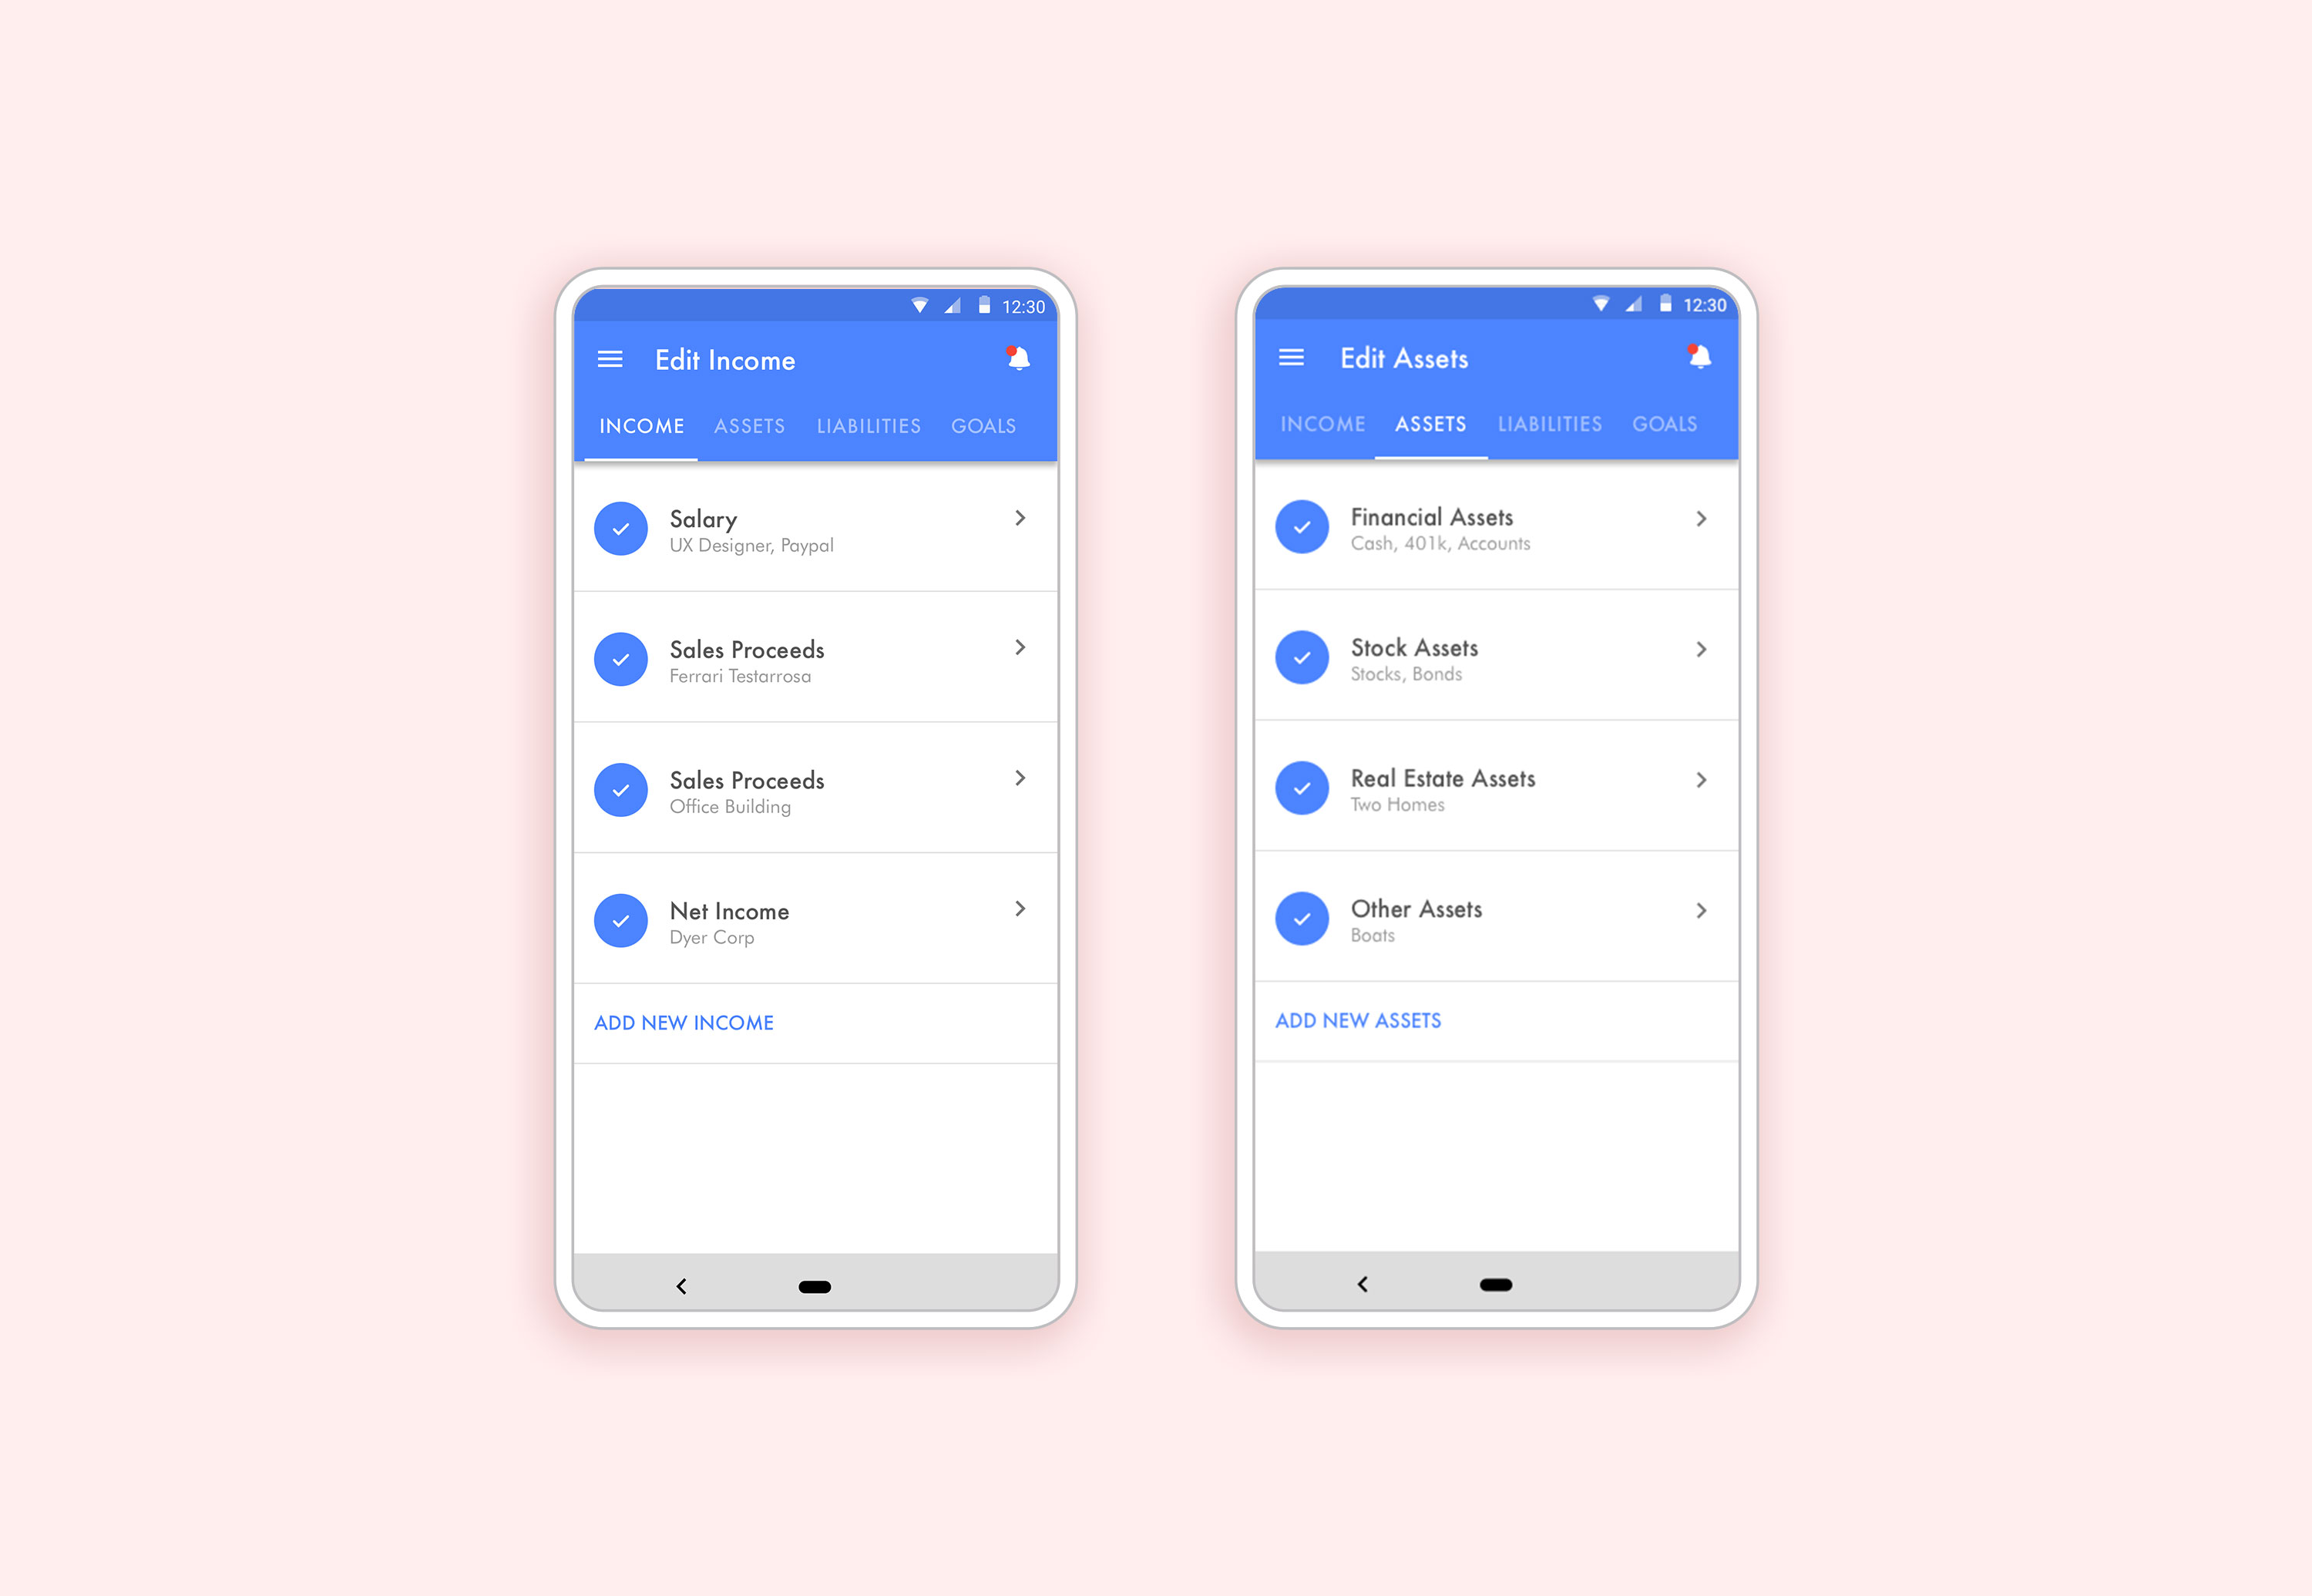 12:30
Edit Income
INCOME ASSETS LIABILITIES GOALS
Salary
UX Designer, Paypal
Sales Proceeds
Ferrari Testarrosa
Sales Proceeds
Office Building
Net Income
Dyer Corp
ADD NEW INCOME
12:30
Edit Assets
INCOME ASSETS LIABILITIES GOALS
Financial Assets
Cash, 401k, Accounts
Stock Assets
Stocks, Bonds
Real Estate Assets
Two Homes
Other Assets
Boats
ADD NEW ASSETS